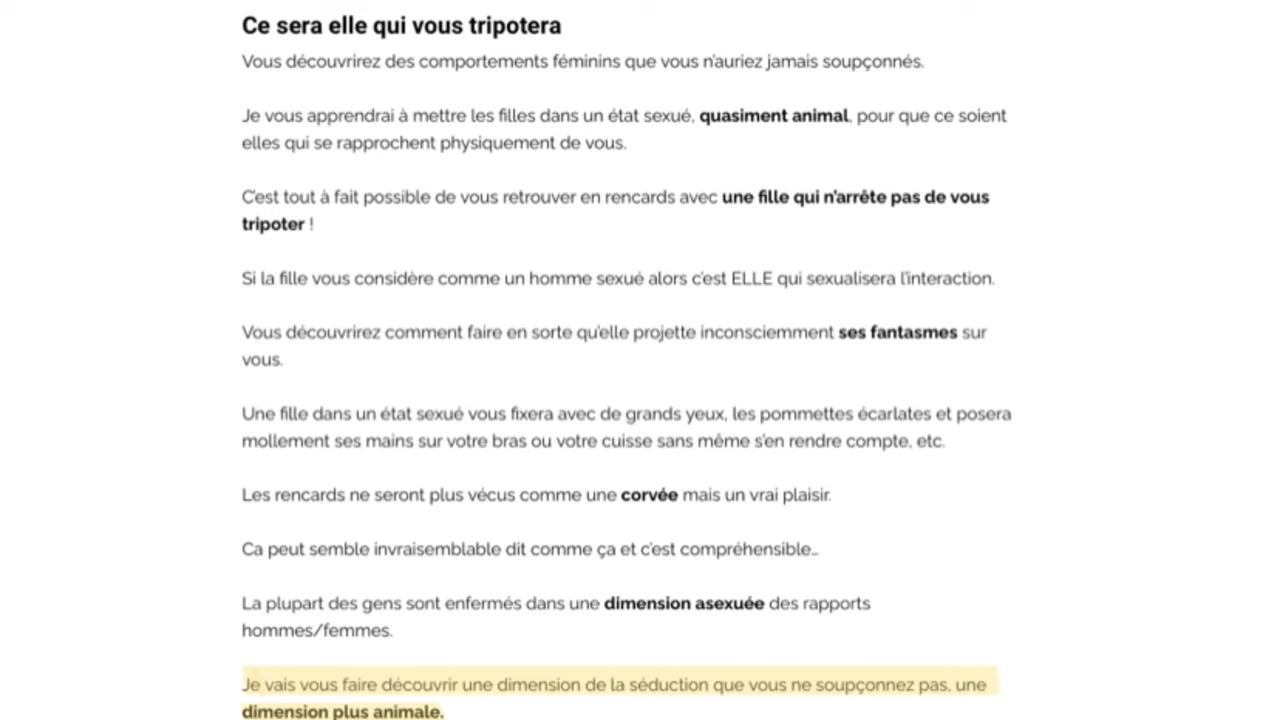 Ce sera elle qui vous tripotera
Vous découvrirez des comportements féminins que vous n'auriez jamais soupçonnés.
Je vous apprendrai à mettre les filles dans un état sexué, quasiment animal, pour que ce soient
elles qui se rapprochent physiquement de vous.
C'est tout à fait possible de vous retrouver en rencards avec une fille qui n'arrête pas de vous
tripoter !
Si la fille vous considère comme un homme sexué alors c'est ELLE qui sexualisera l'interaction.
Vous découvrirez comment faire en sorte qu'elle projette inconsciemment ses fantasmes sur
vous.
Une fille dans un état sexué vous fixera avec de grands yeux, les pommettes écarlates et posera
mollement ses mains sur votre bras ou votre cuisse sans même s'en rendre compte, etc.
Les rencards ne seront plus vécus comme une corvée mais un vrai plaisir.
Ca peut semble invraisemblable dit comme ça et c'est compréhensible…
La plupart des gens sont enfermés dans une dimension asexuée des rapports
hommes/femmes.
Je vais vous faire découvrir une dimension de la séduction que vous ne soupçonnez pas, une
dimension plus animale.